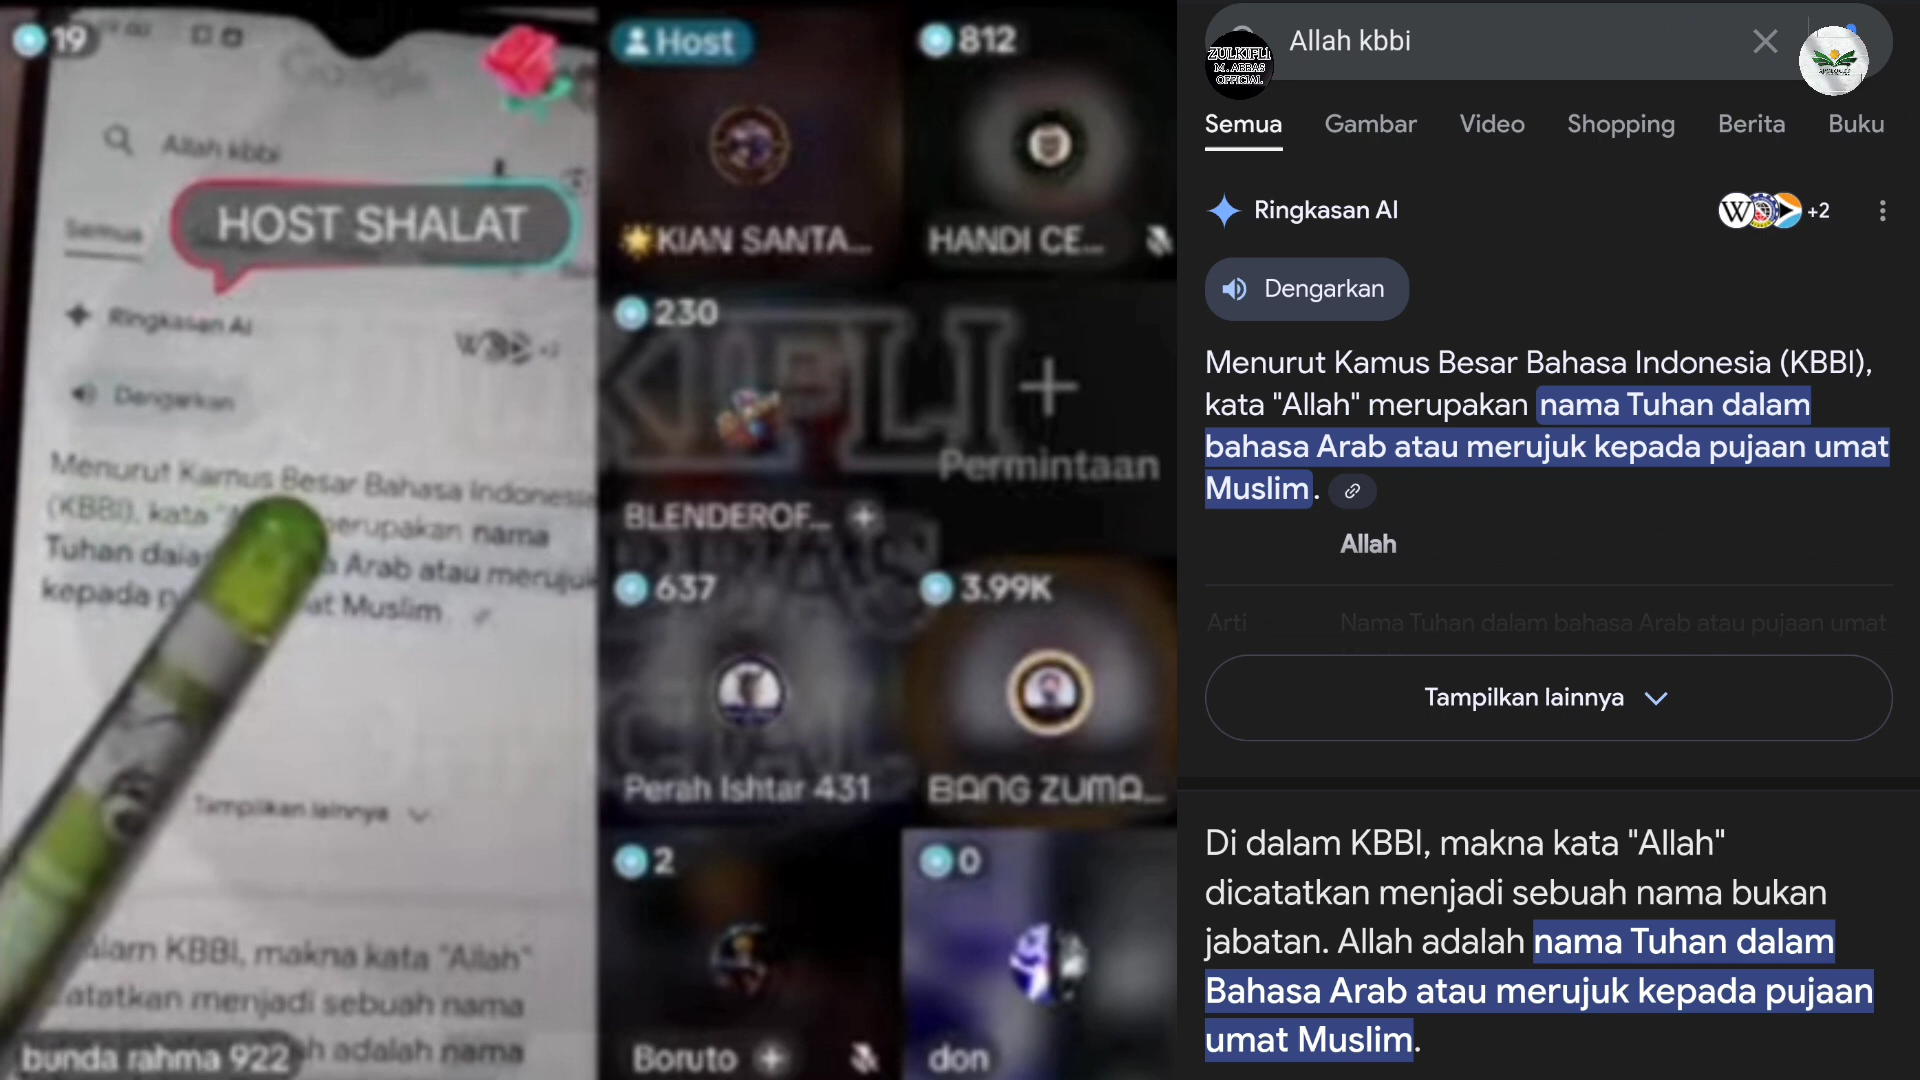 19
Google
Allah kbbi
HOST SHALAT
Semua
Ringkasan AI
Dengarkan
Menurut Kamus Besar Bahasa Indonesia
(KBBI), kata merupakan nama
Tuhan Arab atau merujuk
kepada Muslim.
Tampilkan lainnya
dalam KBBI, makna kata "Allah"
menjadi sebuah nama
adalah nama
bunda rahma 922
Host
KIAN SANTA...
812
HANDI CE...
230
BLENDEROF...
Permintaan
637
Perah Ishtar 431
3.99K
BANG ZUMA...
2
Boruto
0
don
ZULKIFLI
M. ABBAS
OFFICIAL
Allah kbbi
Semua Gambar Video Shopping Berita Buku
Ringkasan AI
W +2
Dengarkan
Menurut Kamus Besar Bahasa Indonesia (KBBI),
kata "Allah" merupakan nama Tuhan dalam
bahasa Arab atau merujuk kepada pujaan umat
Muslim.
Allah
Arti Nama Tuhan dalam bahasa Arab atau pujaan umat
Tampilkan lainnya
Di dalam KBBI, makna kata "Allah"
dicatatkan menjadi sebuah nama bukan
jabatan. Allah adalah nama Tuhan dalam
Bahasa Arab atau merujuk kepada pujaan
umat Muslim.